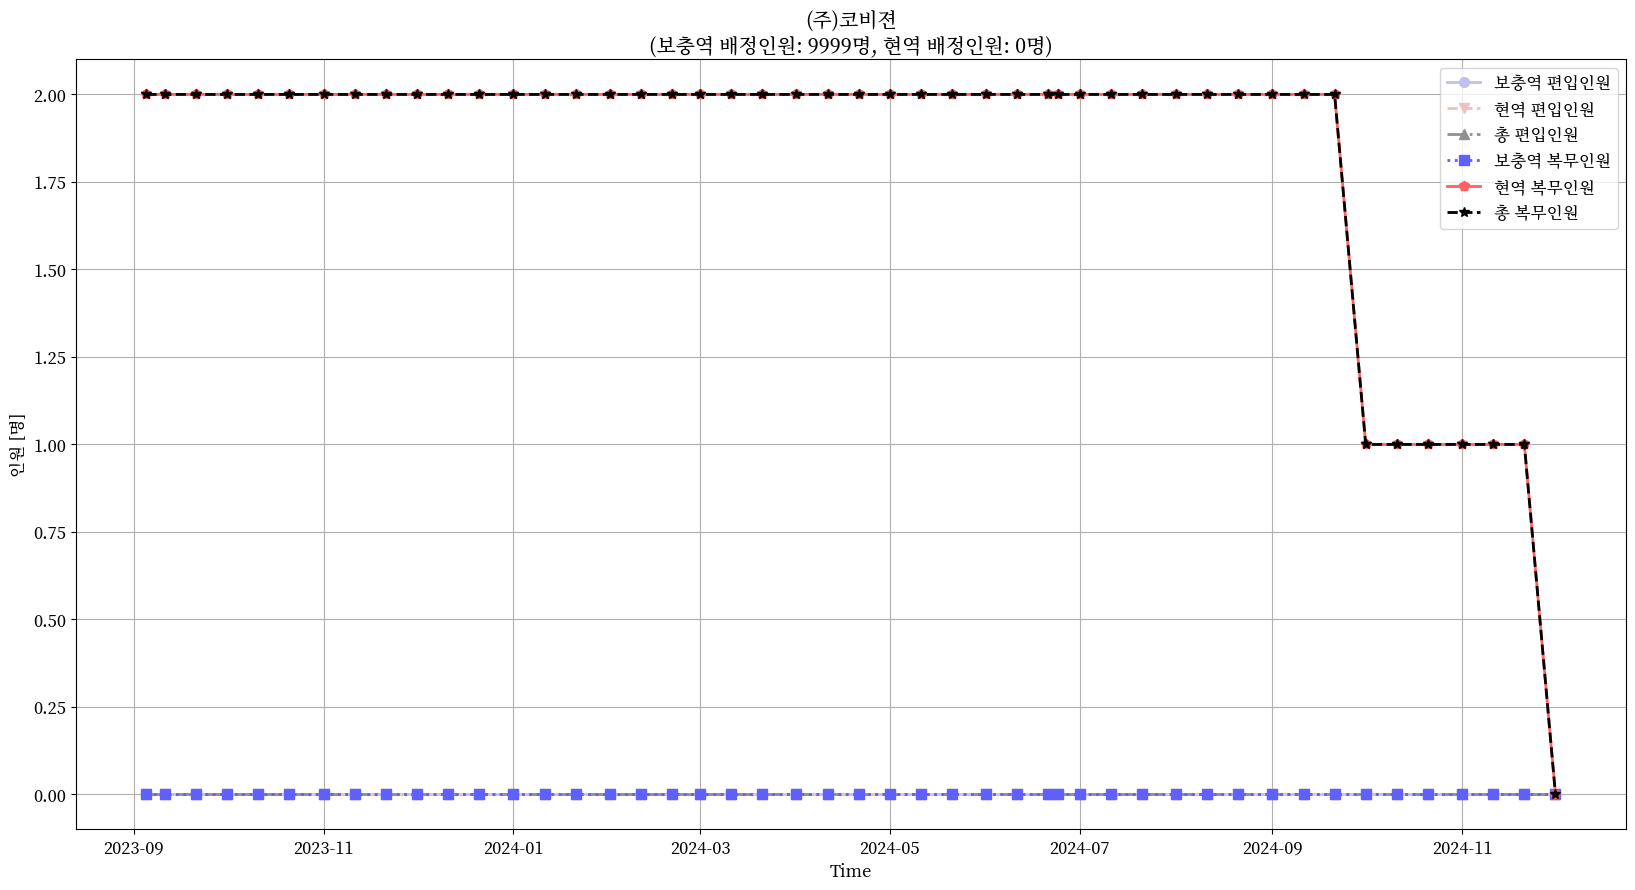 (주)코비젼
(보충역 배정인원: 9999명, 현역 배정인원: 0명)
보충역 편입인원
현역 편입인원
총 편입인원
보충역 복무인원
현역 복무인원
총 복무인원
인원 [명]
2.00
1.75
1.50
1.25
1.00
0.75
0.50
0.25
0.00
2023-09 2023-11 2024-01 2024-03 2024-05 2024-07 2024-09 2024-11
Time